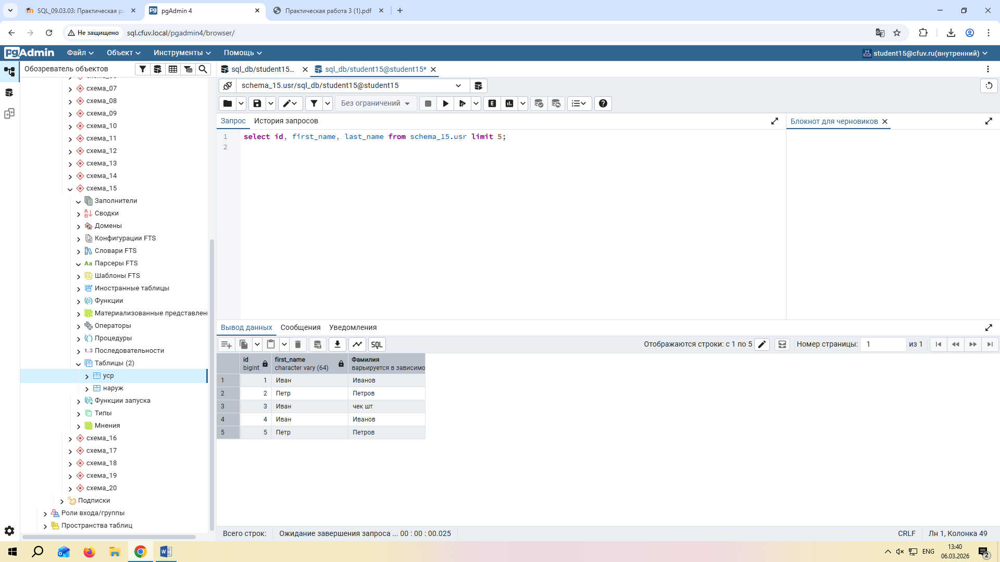 SQL_09.03.03: Практическая р
pgAdmin 4
Практическая работа 3 (1).pdf
Не защищено
sql.cfuv.local/pgadmin4/browser/
pgAdmin
Файл
Объект
Инструменты
Помощь
student15@cfuv.ru(внутренний)
Обозреватель объектов
sql_db/student15...
sql_db/student15@student15*
schema_15.usr/sql_db/student15@student15
Без ограничений
E
Запрос
История запросов
Блокнот для черновиков
1
select id, first_name, last_name from schema_15.usr limit 5;
2
схема_07
схема_08
схема_09
схема_10
схема_11
схема_12
схема_13
схема_14
схема_15
Заполнители
Сводки
Домены
Конфигурации FTS
Словари FTS
Aa Парсеры FTS
Шаблоны FTS
Иностранные таблицы
Функции
Материализованные представлен
Операторы
Процедуры
1..3 Последовательности
Таблицы (2)
уср
наруж
Функции запуска
Типы
Мнения
схема_16
схема_17
схема_18
схема_19
схема_20
Подписки
Роли входа/группы
Пространства таблиц
Вывод данных
Сообщения
Уведомления
SQL
Отображаются строки: с 1 по 5
Номер страницы:
1
из 1
id
bigint
first_name
character vary (64)
Фамилия
варьируется в зависимо
1 1 Иван Иванов
2 2 Петр Петров
3 3 Иван чек шт
4 4 Иван Иванов
5 5 Петр Петров
Всего строк:
Ожидание завершения запроса ... 00 : 00 : 00.025
CRLF
Лн 1, Колонка 49
ENG
13:40
06.03.2026
2